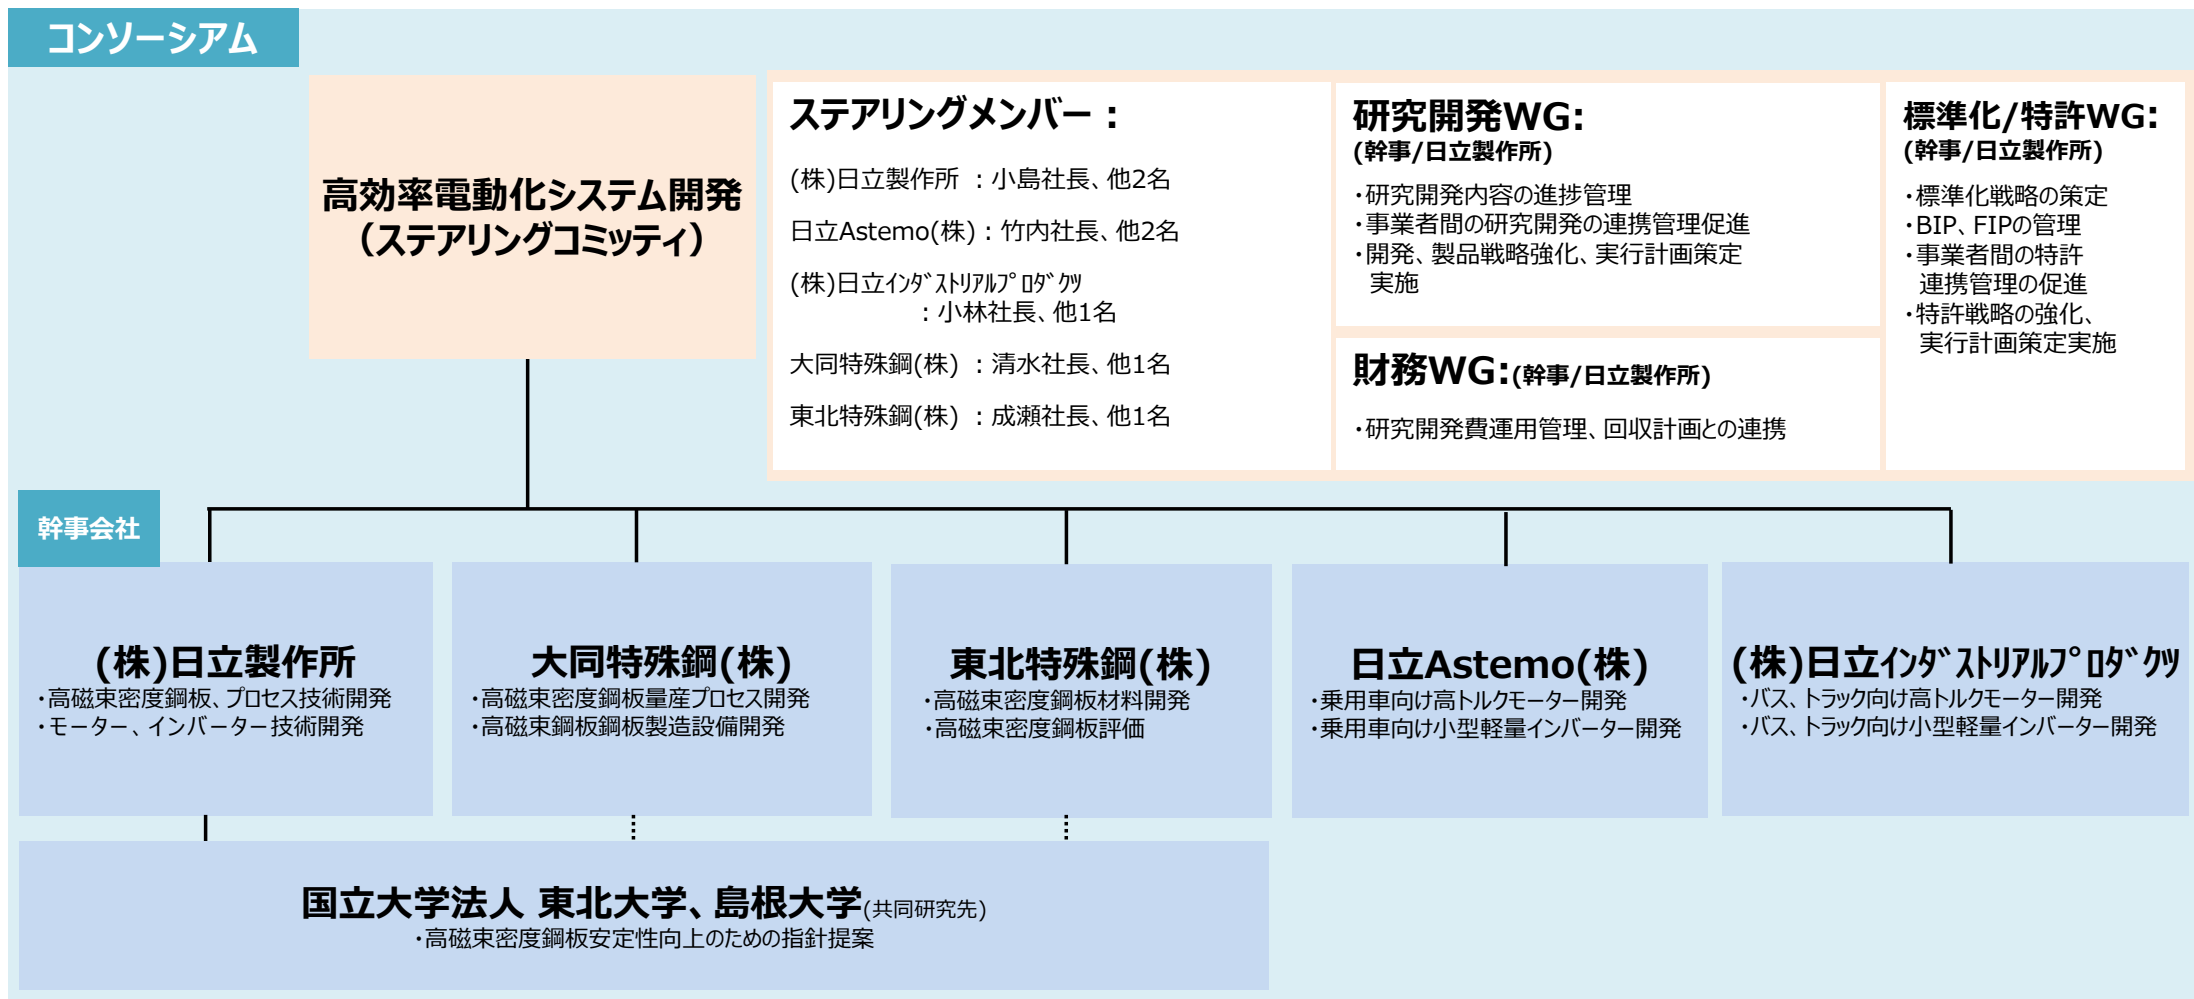 コンソーシアム
高効率電動化システム開発
（ステアリングコミッティ）
ステアリングメンバー：
(株)日立製作所 ：小島社長、他2名
日立Astemo(株)：竹内社長、他2名
(株)日立ｲﾝﾀﾞｽﾄﾘｱﾙﾌﾟﾛﾀﾞｸﾂ
：小林社長、他1名
大同特殊鋼(株) ：清水社長、他1名
東北特殊鋼(株) ：成瀬社長、他1名
研究開発WG:
(幹事/日立製作所)
・研究開発内容の進捗管理
・事業者間の研究開発の連携管理促進
・開発、製品戦略強化、実行計画策定
実施
財務WG:(幹事/日立製作所)
・研究開発費運用管理、回収計画との連携
標準化/特許WG:
(幹事/日立製作所)
・標準化戦略の策定
・BIP、FIPの管理
・事業者間の特許
連携管理の促進
・特許戦略の強化、
実行計画策定実施
幹事会社
(株)日立製作所
・高磁束密度鋼板、プロセス技術開発
・モーター、インバーター技術開発
大同特殊鋼(株)
・高磁束密度鋼板量産プロセス開発
・高磁束鋼板鋼板製造設備開発
東北特殊鋼(株)
・高磁束密度鋼板材料開発
・高磁束密度鋼板評価
日立Astemo(株)
・乗用車向け高トルクモーター開発
・乗用車向け小型軽量インバーター開発
(株)日立ｲﾝﾀﾞｽﾄﾘｱﾙﾌﾟﾛﾀﾞｸﾂ
・バス、トラック向け高トルクモーター開発
・バス、トラック向け小型軽量インバーター開発
国立大学法人 東北大学、島根大学(共同研究先)
・高磁束密度鋼板安定性向上のための指針提案